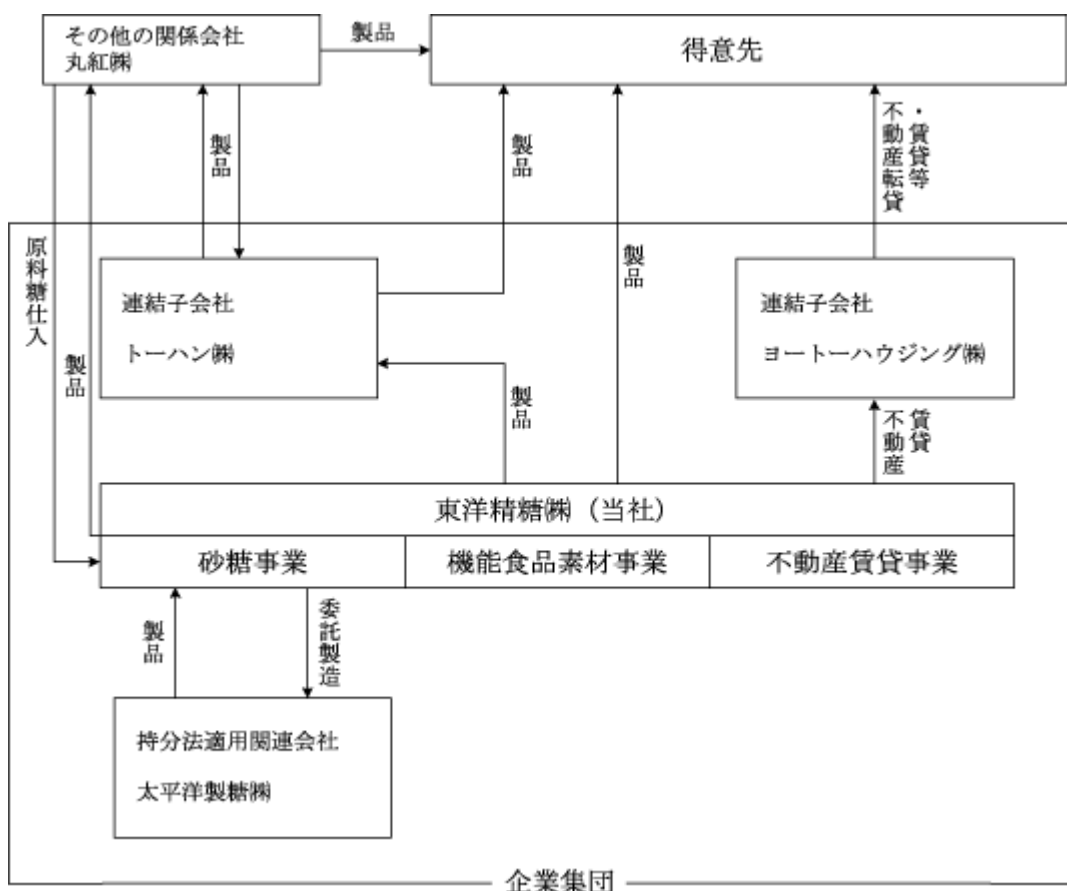 その他の関係会社
丸紅㈱
製品
得意先
製品
製品
不動産転貸
・賃貸等
原料糖仕入
製品
製品
連結子会社
トーハン㈱
連結子会社
ヨートーハウジング㈱
製品
不動産
賃貸
東洋精糖㈱（当社）
砂糖事業
機能食品素材事業
不動産賃貸事業
製品
委託製造
持分法適用関連会社
太平洋製糖㈱
企業集団